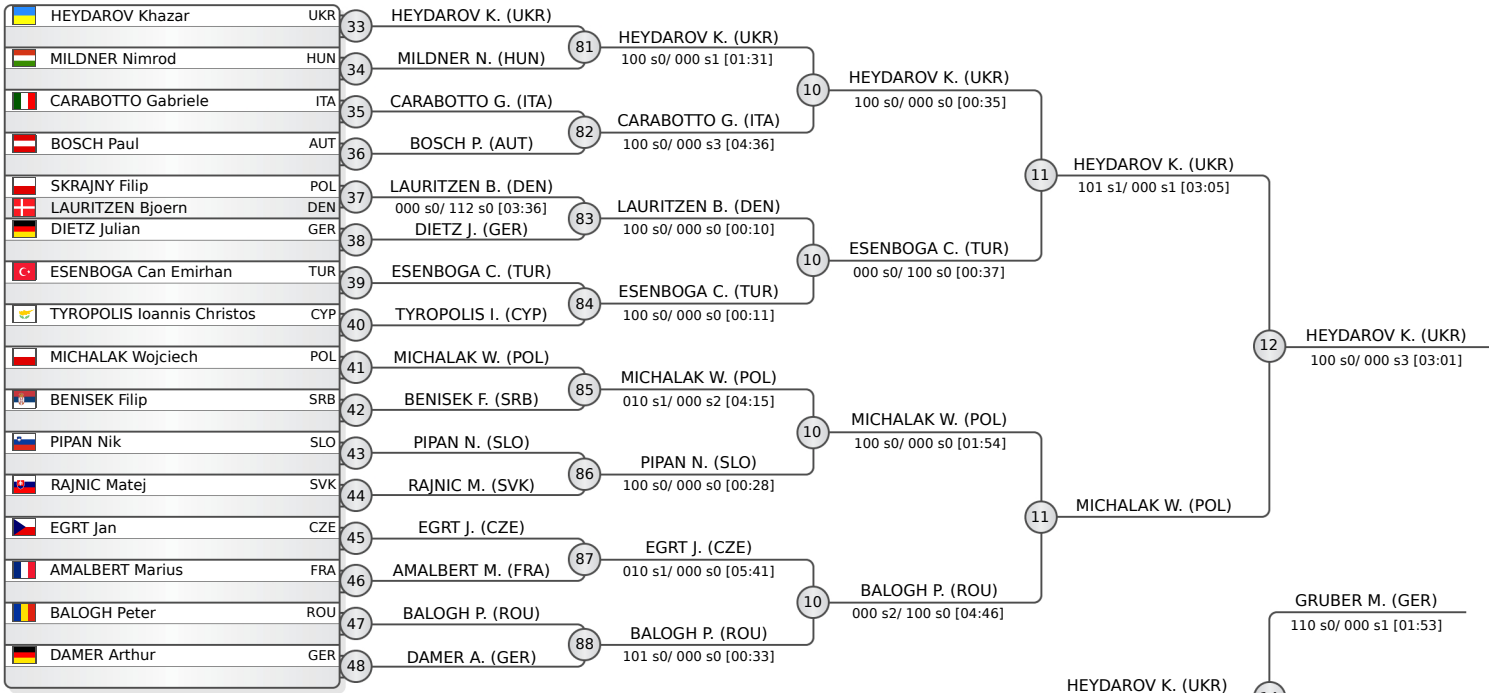 HEYDAROV Khazar UKR
MILDNER Nimrod HUN
CARABOTTO Gabriele ITA
BOSCH Paul AUT
SKRAJNY Filip POL
LAURITZEN Bjoern DEN
DIETZ Julian GER
ESENBOGA Can Emirhan TUR
TYROPOLIS Ioannis Christos CYP
MICHALAK Wojciech POL
BENISEK Filip SRB
PIPAN Nik SLO
RAJNIC Matej SVK
EGRT Jan CZE
AMALBERT Marius FRA
BALOGH Peter ROU
DAMER Arthur GER
33 HEYDAROV K. (UKR)
34 MILDNER N. (HUN)
35 CARABOTTO G. (ITA)
36 BOSCH P. (AUT)
37 LAURITZEN B. (DEN)
000 s0/ 112 s0 [03:36]
38 DIETZ J. (GER)
39 ESENBOGA C. (TUR)
40 TYROPOLIS I. (CYP)
41 MICHALAK W. (POL)
42 BENISEK F. (SRB)
43 PIPAN N. (SLO)
44 RAJNIC M. (SVK)
45 EGRT J. (CZE)
46 AMALBERT M. (FRA)
47 BALOGH P. (ROU)
48 DAMER A. (GER)
81 HEYDAROV K. (UKR)
100 s0/ 000 s1 [01:31]
82 CARABOTTO G. (ITA)
100 s0/ 000 s3 [04:36]
83 LAURITZEN B. (DEN)
100 s0/ 000 s0 [00:10]
84 ESENBOGA C. (TUR)
100 s0/ 000 s0 [00:11]
85 MICHALAK W. (POL)
010 s1/ 000 s2 [04:15]
86 PIPAN N. (SLO)
100 s0/ 000 s0 [00:28]
87 EGRT J. (CZE)
010 s1/ 000 s0 [05:41]
88 BALOGH P. (ROU)
101 s0/ 000 s0 [00:33]
10 HEYDAROV K. (UKR)
100 s0/ 000 s0 [00:35]
10 ESENBOGA C. (TUR)
000 s0/ 100 s0 [00:37]
10 MICHALAK W. (POL)
100 s0/ 000 s0 [01:54]
10 BALOGH P. (ROU)
000 s2/ 100 s0 [04:46]
11 HEYDAROV K. (UKR)
101 s1/ 000 s1 [03:05]
11 MICHALAK W. (POL)
12 HEYDAROV K. (UKR)
100 s0/ 000 s3 [03:01]
GRUBER M. (GER)
110 s0/ 000 s1 [01:53]
HEYDAROV K. (UKR)